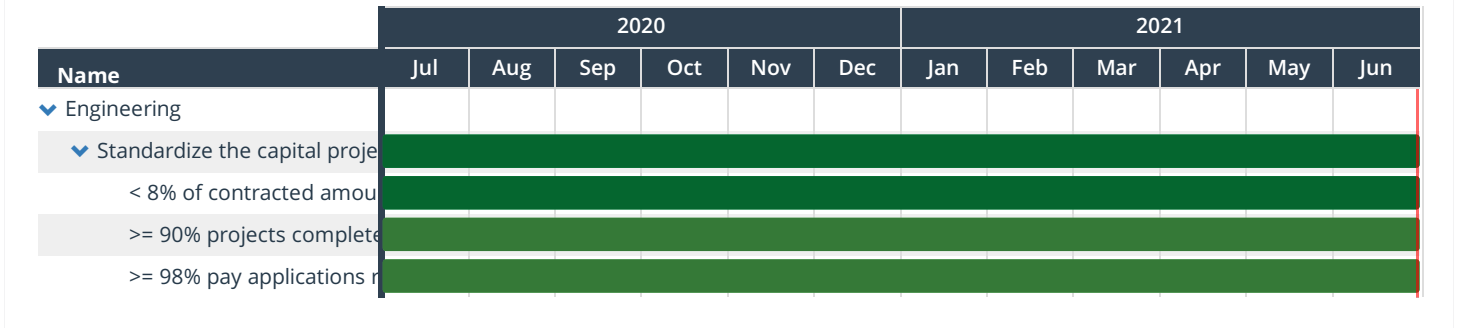 2020 2021
Name Jul Aug Sep Oct Nov Dec Jan Feb Mar Apr May Jun
Engineering
Standardize the capital proje
< 8% of contracted amou
>= 90% projects complete
>= 98% pay applications r